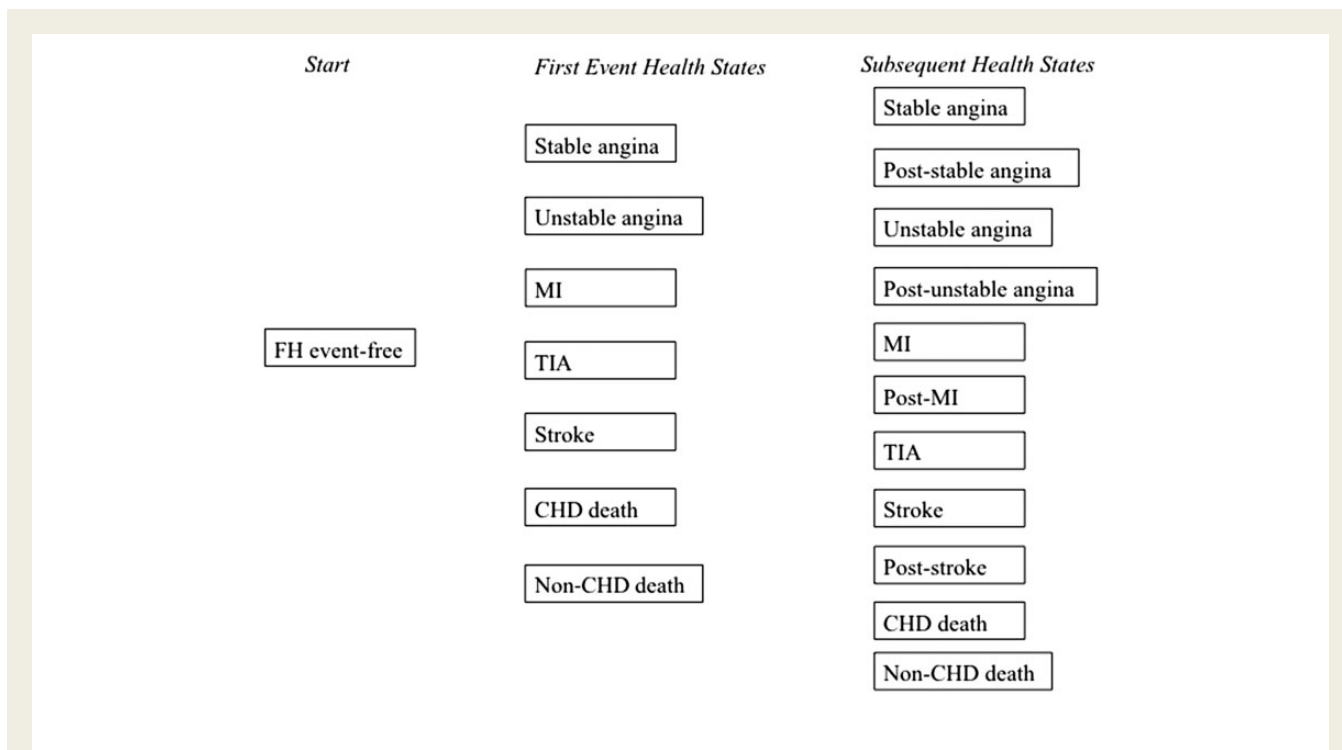 Start
First Event Health States
Subsequent Health States
FH event-free
Stable angina
Unstable angina
MI
TIA
Stroke
CHD death
Non-CHD death
Stable angina
Post-stable angina
Unstable angina
Post-unstable angina
MI
Post-MI
TIA
Stroke
Post-stroke
CHD death
Non-CHD death